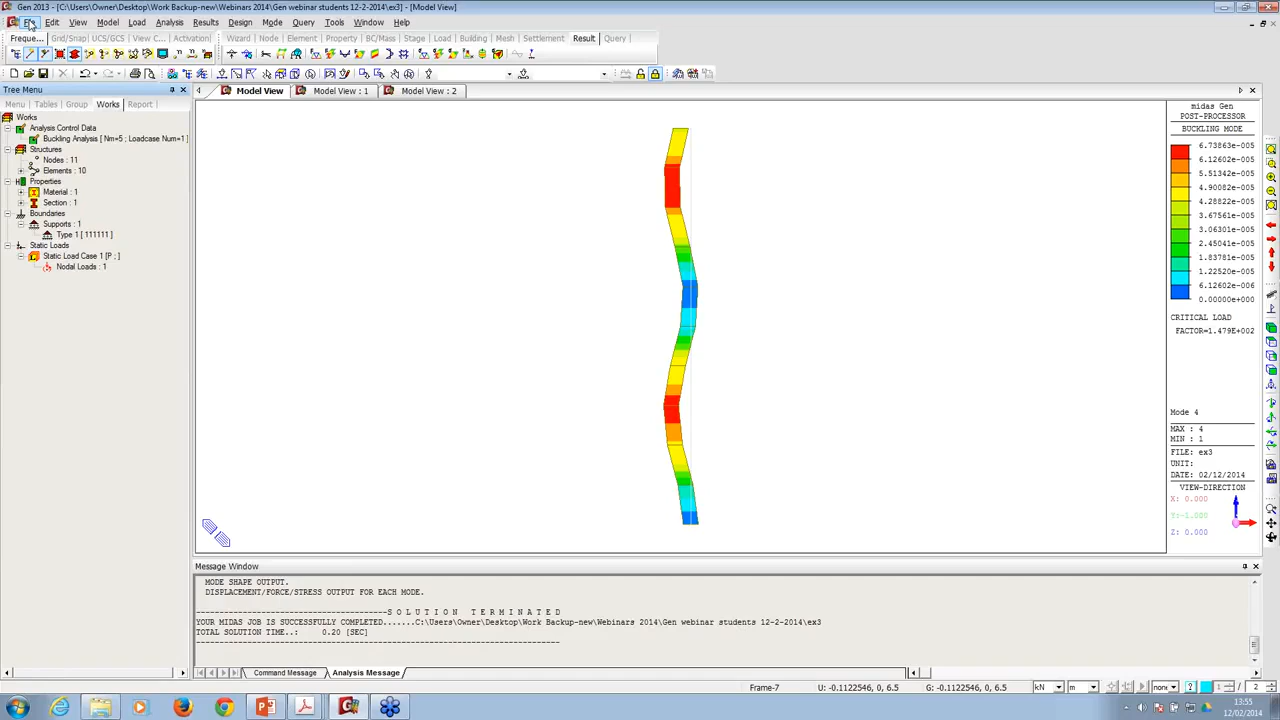 Gen 2013 - [C:\Users\Owner\Desktop\Work Backup-new\Webinars 2014\Gen webinar students 12-2-2014\ex3] - [Model View]
Edit View Model Load Analysis Results Design Mode Query Tools Window Help
Freque... Grid/Snap UCS/GCS View C... Activation Wizard Node Element Property BC/Mass Stage Load Building Mesh Settlement Result Query
Tree Menu
Menu Tables Group Works Report
Works
Analysis Control Data
Buckling Analysis [ Nm=5 ; Loadcase Num=1 ]
Structures
Nodes : 11
Elements : 10
Properties
Material : 1
Section : 1
Boundaries
Supports : 1
Type 1 [ 111111 ]
Static Loads
Static Load Case 1 [P ; ]
Nodal Loads : 1
Model View Model View : 1 Model View : 2
midas Gen
POST-PROCESSOR
BUCKLING MODE
6.73863e-005
6.12602e-005
5.51342e-005
4.90082e-005
4.28822e-005
3.67561e-005
3.06301e-005
2.45041e-005
1.83781e-005
1.22520e-005
6.12602e-006
0.00000e+000
CRITICAL LOAD
FACTOR=1.479E+002
Mode 4
MAX : 4
MIN : 1
FILE: ex3
UNIT:
DATE: 02/12/2014
VIEW-DIRECTION
X: 0.000
Y:-1.000
Z: 0.000
Message Window
MODE SHAPE OUTPUT.
DISPLACEMENT/FORCE/STRESS OUTPUT FOR EACH MODE.
S O L U T I O N   T E R M I N A T E D
YOUR MIDAS JOB IS SUCCESSFULLY COMPLETED.......C:\Users\Owner\Desktop\Work Backup-new\Webinars 2014\Gen webinar students 12-2-2014\ex3
TOTAL SOLUTION TIME..: 0.20 [SEC]
Command Message Analysis Message
Frame-7 U: -0.1122546, 0, 6.5 G: -0.1122546, 0, 6.5 kN m none 1 / 2
13:55
12/02/2014